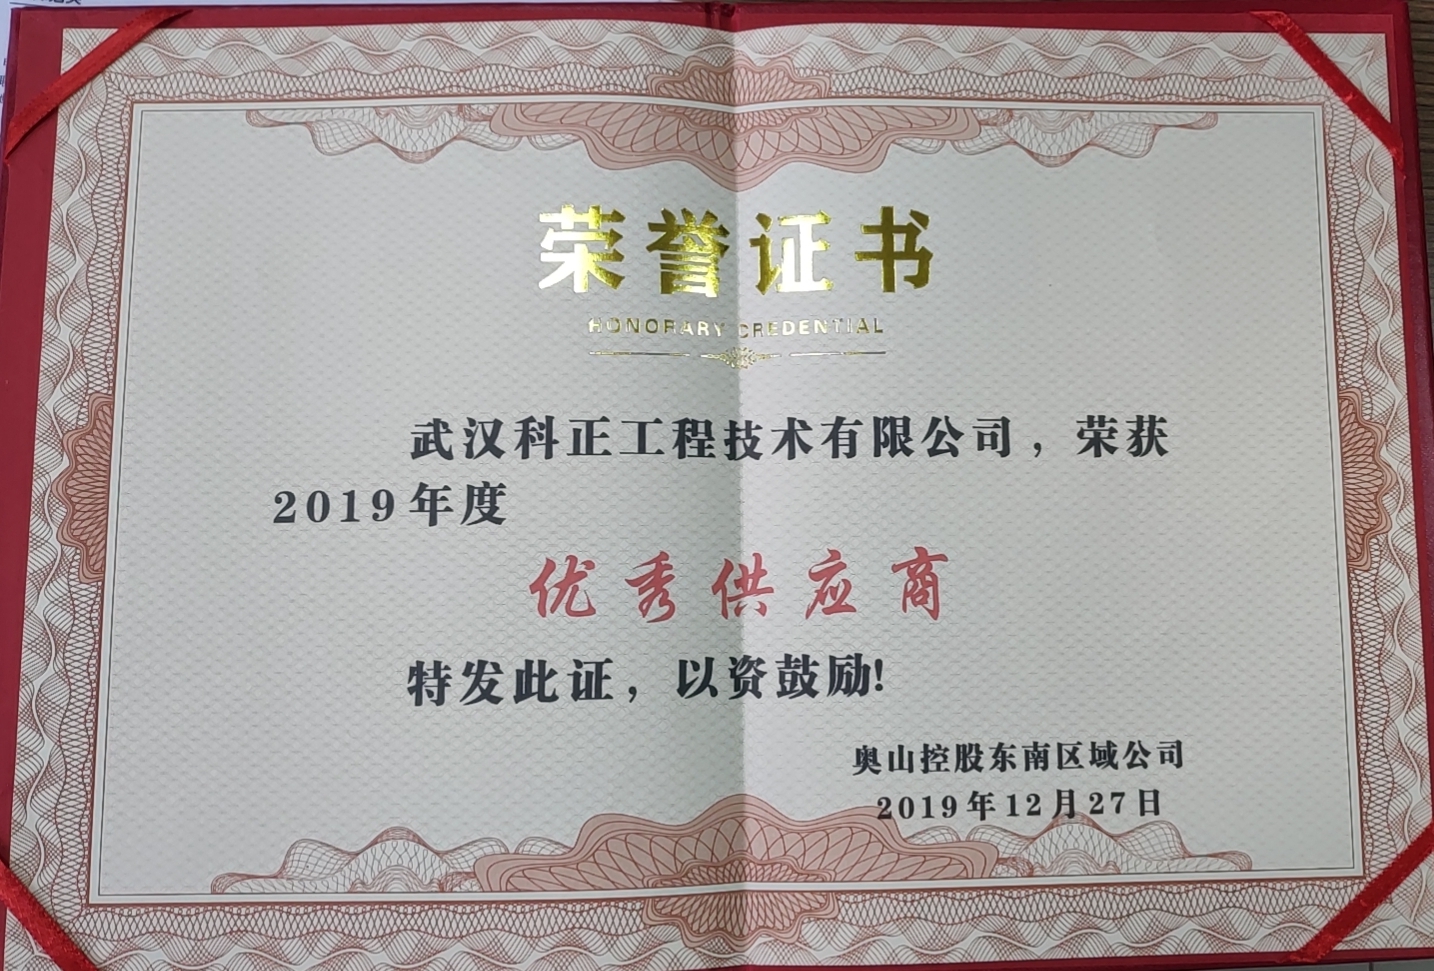 荣誉证书
HONORARY CREDENTIAL
武汉科正工程技术有限公司，荣获
2019年度
优秀供应商
特发此证，以资鼓励!
奥山控股东南区域公司
2019年12月27日